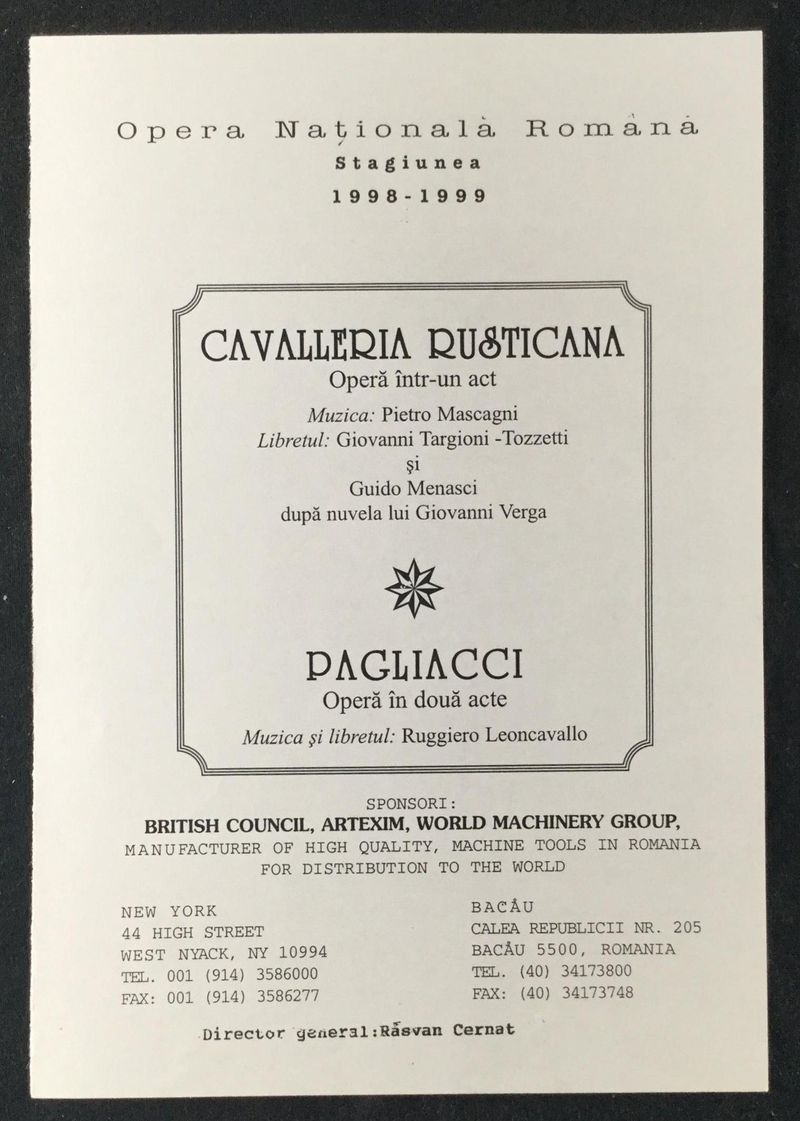 Opera Naţională Română
Stagiunea
1998-1999
CAVALLERIA RUSTICANA
Operă într-un act
Muzica: Pietro Mascagni
Libretul: Giovanni Targioni -Tozzetti
şi
Guido Menasci
după nuvela lui Giovanni Verga
PAGLIACCI
Operă în două acte
Muzica şi libretul: Ruggiero Leoncavallo
SPONSORI:
BRITISH COUNCIL, ARTEXIM, WORLD MACHINERY GROUP,
MANUFACTURER OF HIGH QUALITY, MACHINE TOOLS IN ROMANIA
FOR DISTRIBUTION TO THE WORLD
NEW YORK
44 HIGH STREET
WEST NYACK, NY 10994
TEL. 001 (914) 3586000
FAX: 001 (914) 3586277
BACĂU
CALEA REPUBLICII NR. 205
BACĂU 5500, ROMANIA
TEL. (40) 34173800
FAX: (40) 34173748
Director general:Răsvan Cernat